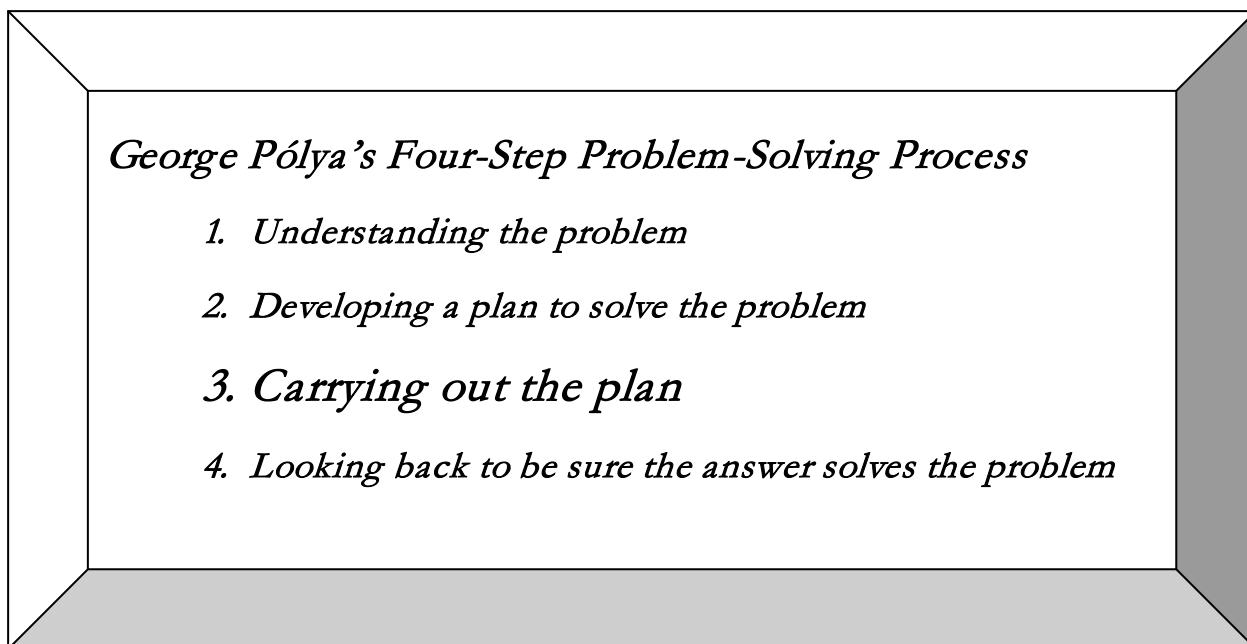 George Pólya’s Four-Step Problem-Solving Process
1. Understanding the problem
2. Developing a plan to solve the problem
3. Carrying out the plan
4. Looking back to be sure the answer solves the problem